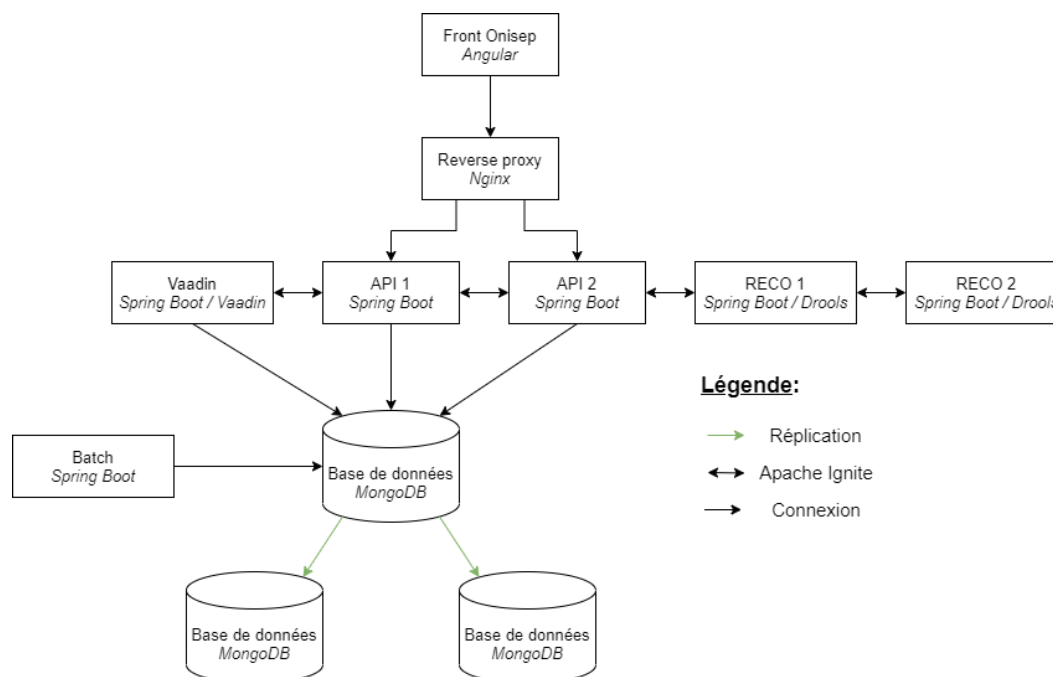 Front Onisep
Angular
Reverse proxy
Nginx
Vaadin
Spring Boot / Vaadin
API 1
Spring Boot
API 2
Spring Boot
RECO 1
Spring Boot / Drools
RECO 2
Spring Boot / Drools
Légende:
Réplication
Apache Ignite
Connexion
Batch
Spring Boot
Base de données
MongoDB
Base de données
MongoDB
Base de données
MongoDB